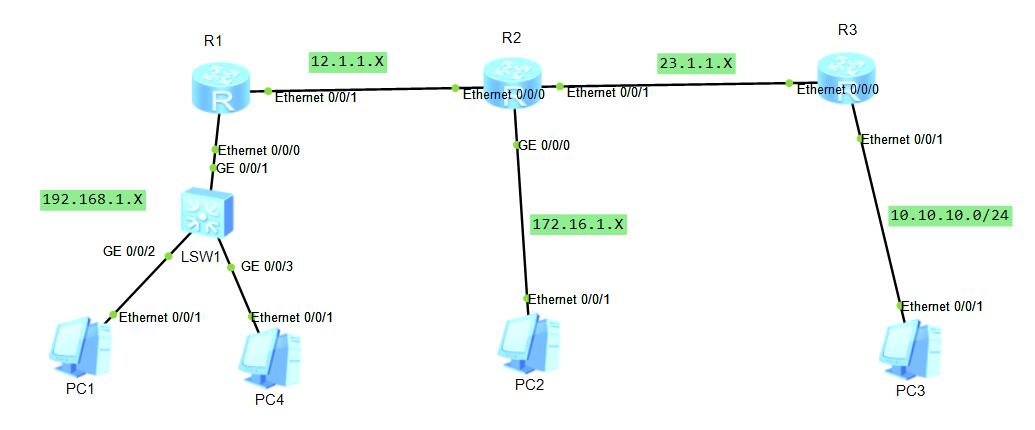 R1
R2
R3
12.1.1.X
23.1.1.X
Ethernet 0/0/1
Ethernet 0/0/0
Ethernet 0/0/1
Ethernet 0/0/0
R
R
R
Ethernet 0/0/0
GE 0/0/1
GE 0/0/0
Ethernet 0/0/1
192.168.1.X
172.16.1.X
10.10.10.0/24
GE 0/0/2
LSW1
GE 0/0/3
Ethernet 0/0/1
Ethernet 0/0/1
Ethernet 0/0/1
Ethernet 0/0/1
PC1
PC4
PC2
PC3